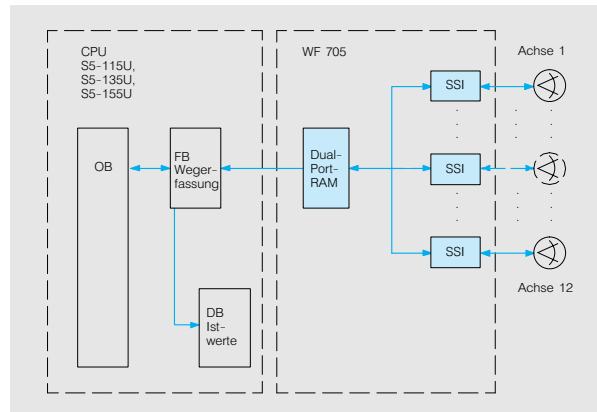 CPU
S5-115U,
S5-135U,
S5-155U
WF 705
Achse 1
SSI
OB
FB
Weger-
fassung
Dual-
Port-
RAM
SSI
SSI
Achse 12
DB
Ist-
werte